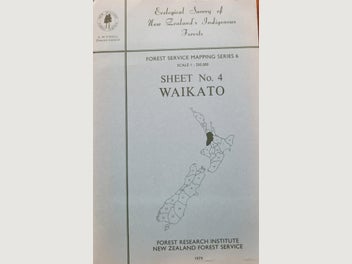 Ecological Survey of
New Zealand's Indigenous
Forests
FOREST SERVICE MAPPING SERIES 6
SCALE 1 : 250,000
SHEET No. 4
WAIKATO
FOREST RESEARCH INSTITUTE
NEW ZEALAND FOREST SERVICE